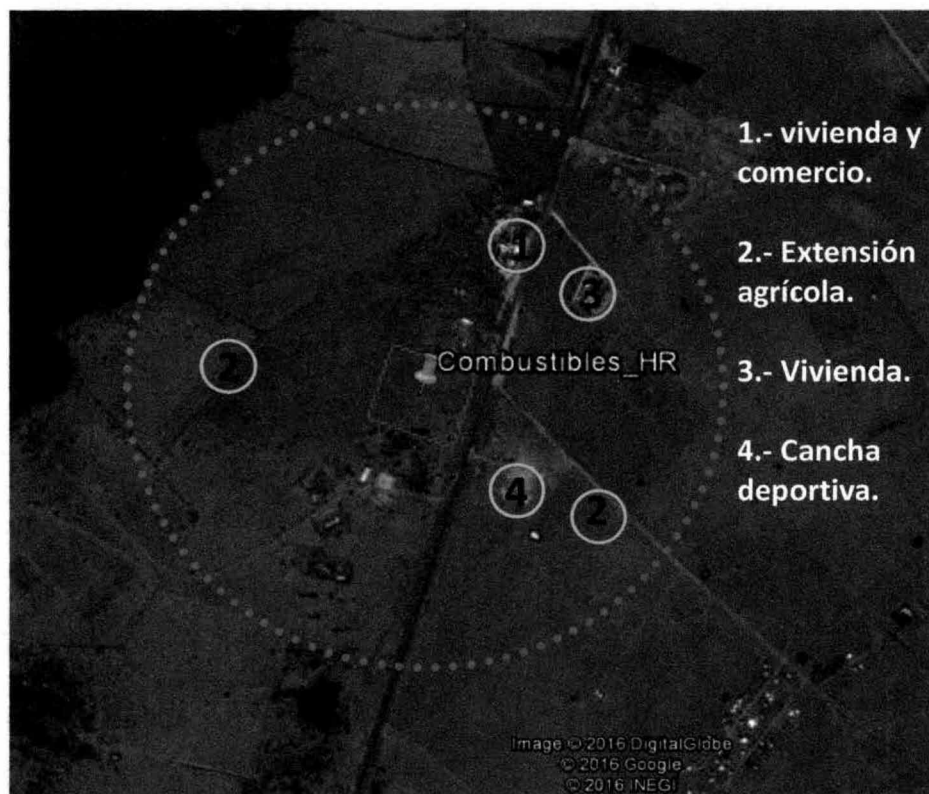 1.- vivienda y
comercio.
2.- Extensión
agrícola.
3.- Vivienda.
4.- Cancha
deportiva.
1
3
2
Combustibles_HR
4
2
Image © 2016 DigitalGlobe
© 2016 Google
© 2016 INEGI